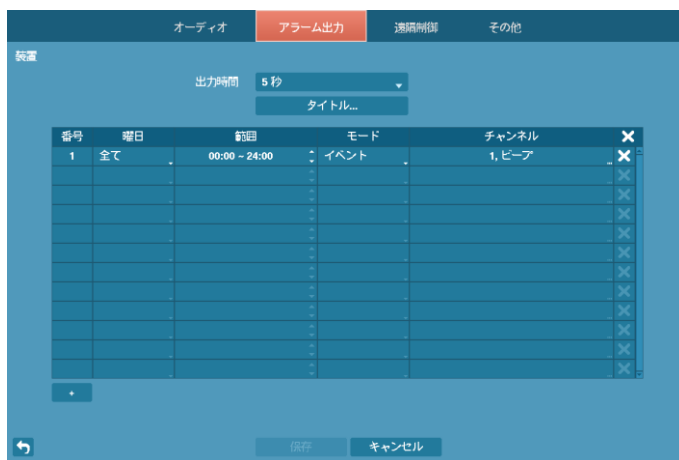 オーディオ アラーム出力 遠隔制御 その他
装置
出力時間 5 秒
タイトル...
番号 曜日 範囲 モード チャンネル
1 全て 00:00 ~ 24:00 イベント 1, ビープ ...
+
保存 キャンセル